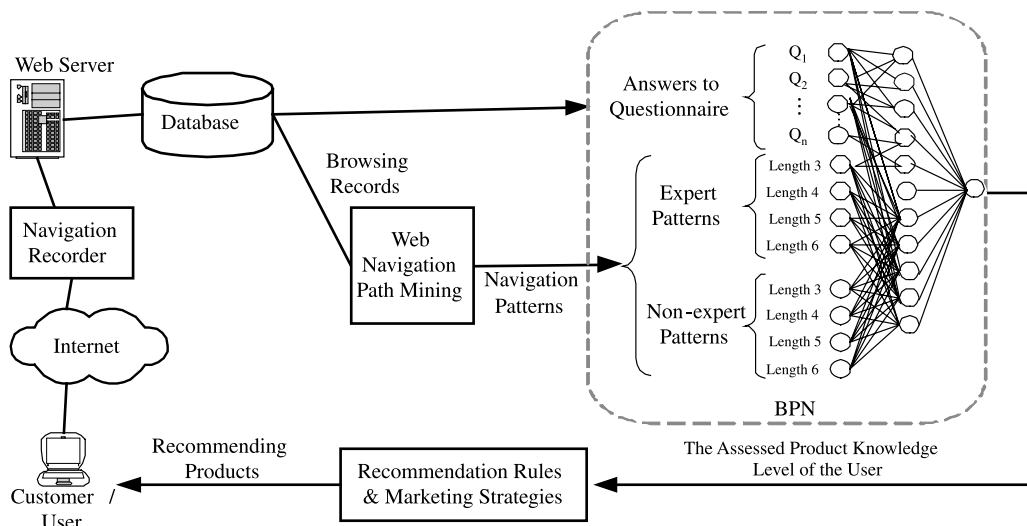 Web Server
Database
Browsing
Records
Navigation
Recorder
Internet
Customer /
User
Web
Navigation
Path Mining
Navigation
Patterns
Answers to
Questionnaire
Q1
Q2
⋮
Qn
Expert
Patterns
Length 3
Length 4
Length 5
Length 6
Non-expert
Patterns
Length 3
Length 4
Length 5
Length 6
BPN
The Assessed Product Knowledge
Level of the User
Recommendation Rules
& Marketing Strategies
Recommending
Products